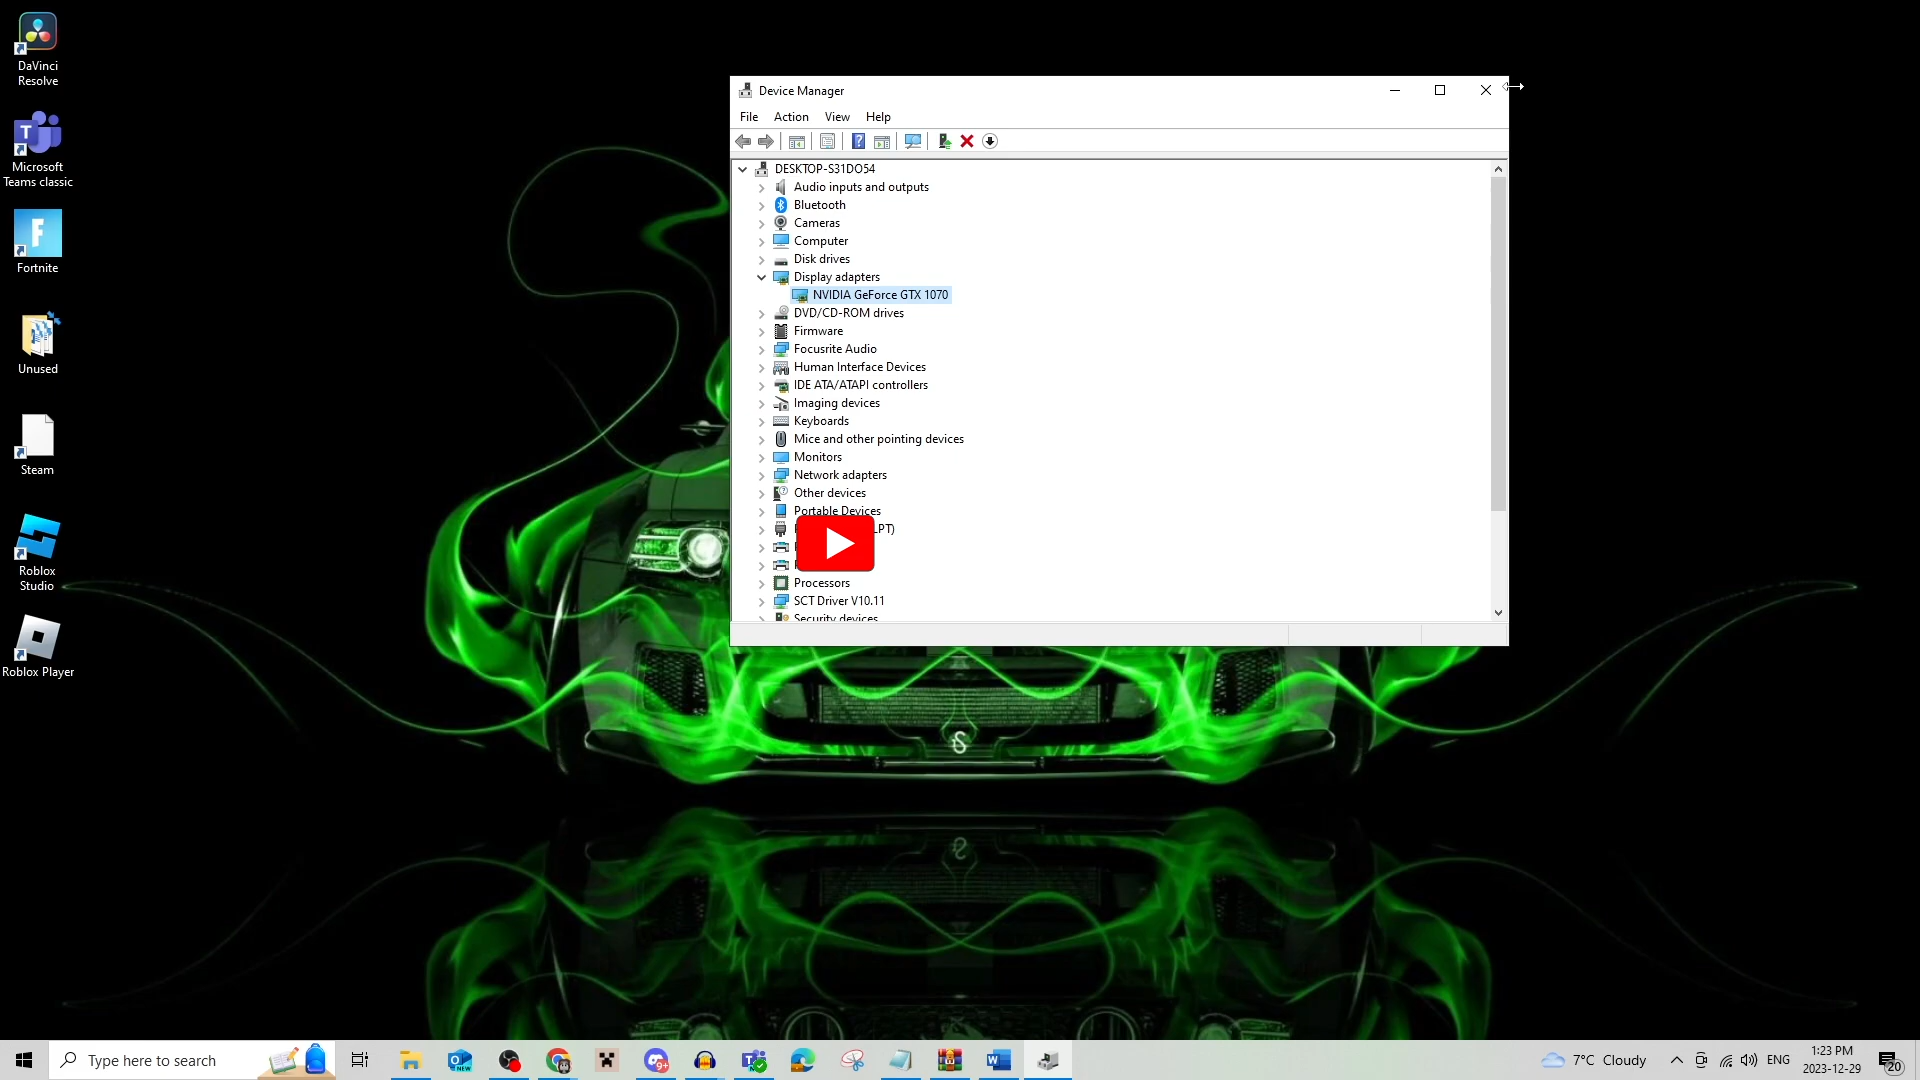 DaVinci
Resolve
Microsoft
Teams classic
Fortnite
Unused
Steam
Roblox
Studio
Roblox Player
Device Manager
File Action View Help
DESKTOP-S31DO54
Audio inputs and outputs
Bluetooth
Cameras
Computer
Disk drives
Display adapters
NVIDIA GeForce GTX 1070
DVD/CD-ROM drives
Firmware
Focusrite Audio
Human Interface Devices
IDE ATA/ATAPI controllers
Imaging devices
Keyboards
Mice and other pointing devices
Monitors
Network adapters
Other devices
Portable Devices
LPT)
Processors
SCT Driver V10.11
Security devices
Type here to search
NEW
9+
7°C Cloudy
ENG
1:23 PM
2023-12-29
20